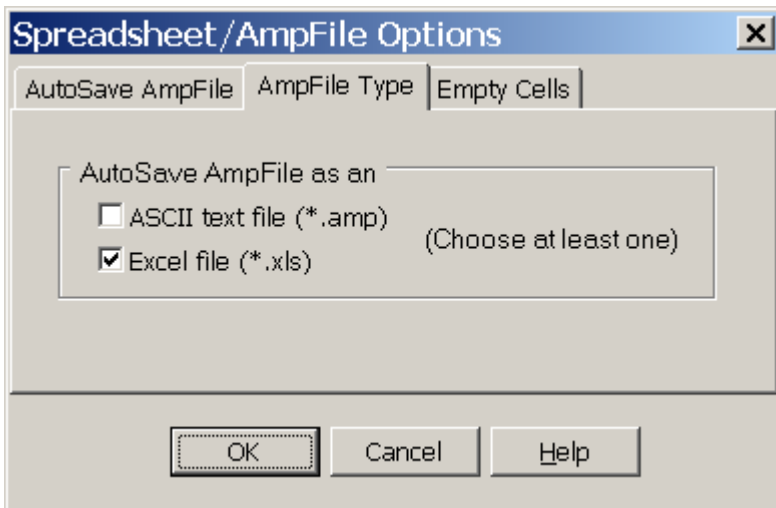 Spreadsheet/AmpFile Options
AutoSave AmpFile AmpFile Type Empty Cells
AutoSave AmpFile as an
ASCII text file (*.amp)
(Choose at least one)
Excel file (*.xls)
OK Cancel Help